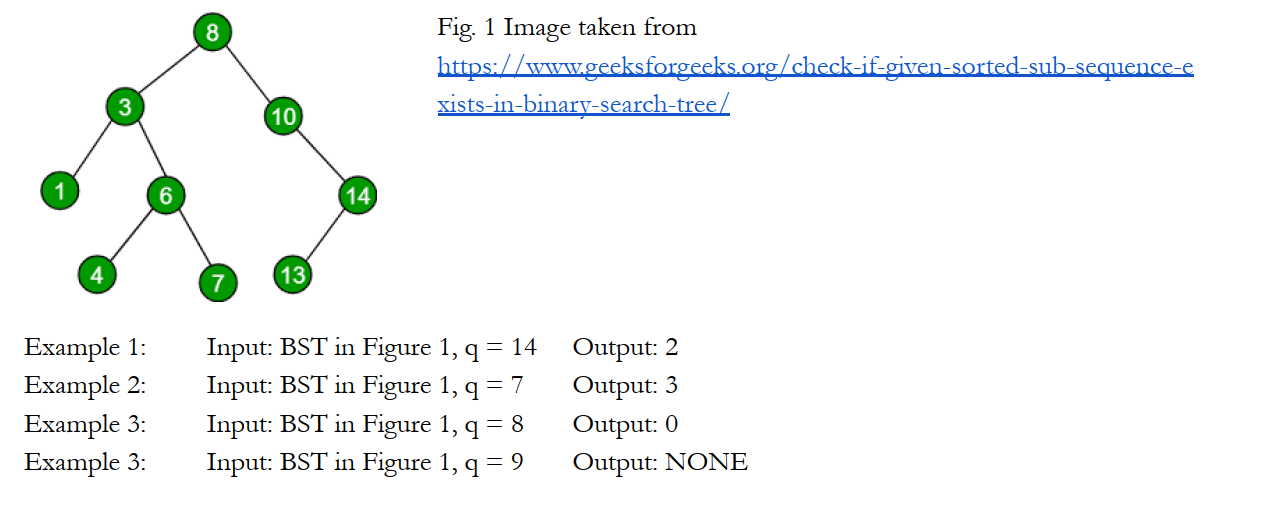 8
Fig. 1 Image taken from
https://www.geeksforgeeks.org/check-if-given-sorted-sub-sequence-e
xists-in-binary-search-tree/
3
10
1
6
14
4
7
13
Example 1: Input: BST in Figure 1, q = 14 Output: 2
Example 2: Input: BST in Figure 1, q = 7 Output: 3
Example 3: Input: BST in Figure 1, q = 8 Output: 0
Example 3: Input: BST in Figure 1, q = 9 Output: NONE